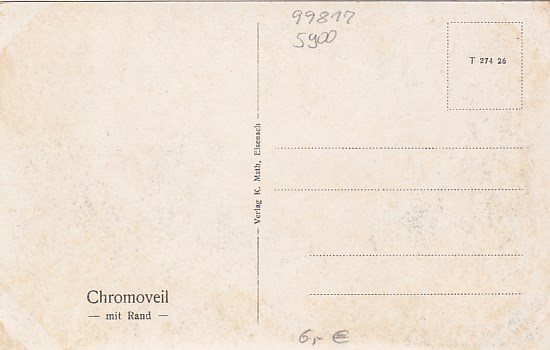 99817
5900
T 274 26
— Verlag K. Math, Eisenach —
Chromoveil
— mit Rand —
6,- €